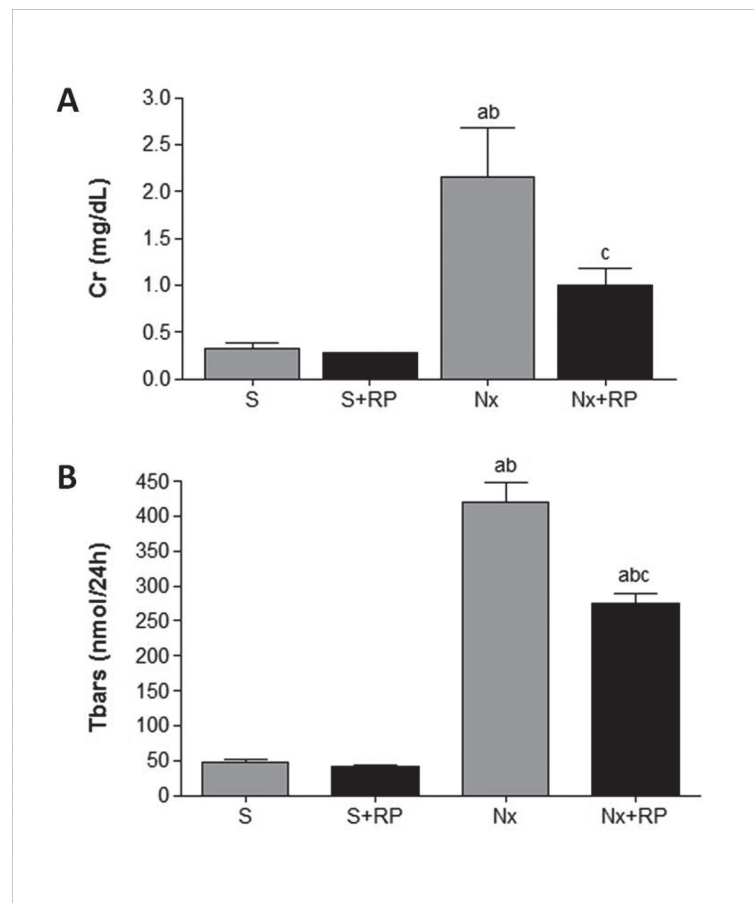 A
Cr (mg/dL)
3.0
2.5
2.0
1.5
1.0
0.5
0.0
ab
c
S S+RP Nx Nx+RP
B
Tbars (nmol/24h)
450
400
350
300
250
200
150
100
50
0
ab
abc
S S+RP Nx Nx+RP